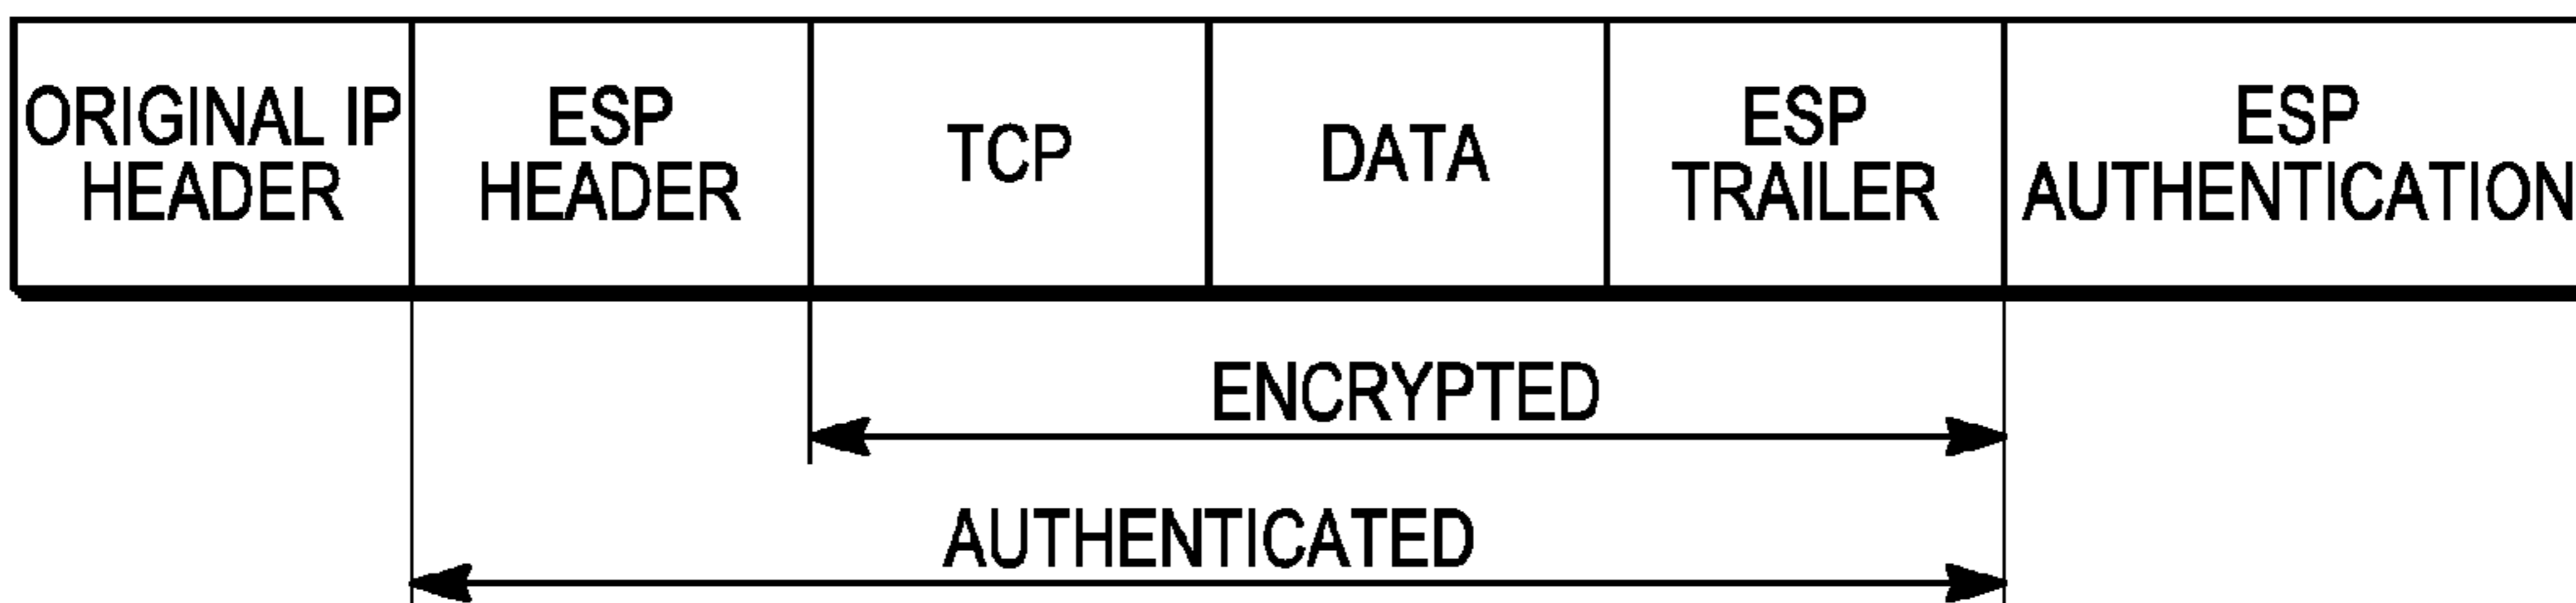 ORIGINAL IP
HEADER
ESP
HEADER
TCP
DATA
ESP
TRAILER
ESP
AUTHENTICATION
ENCRYPTED
AUTHENTICATED